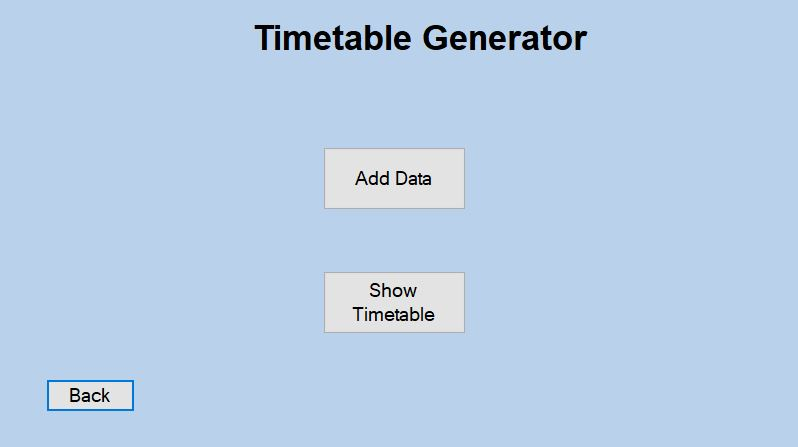 Timetable Generator
Add Data
Show
Timetable
Back